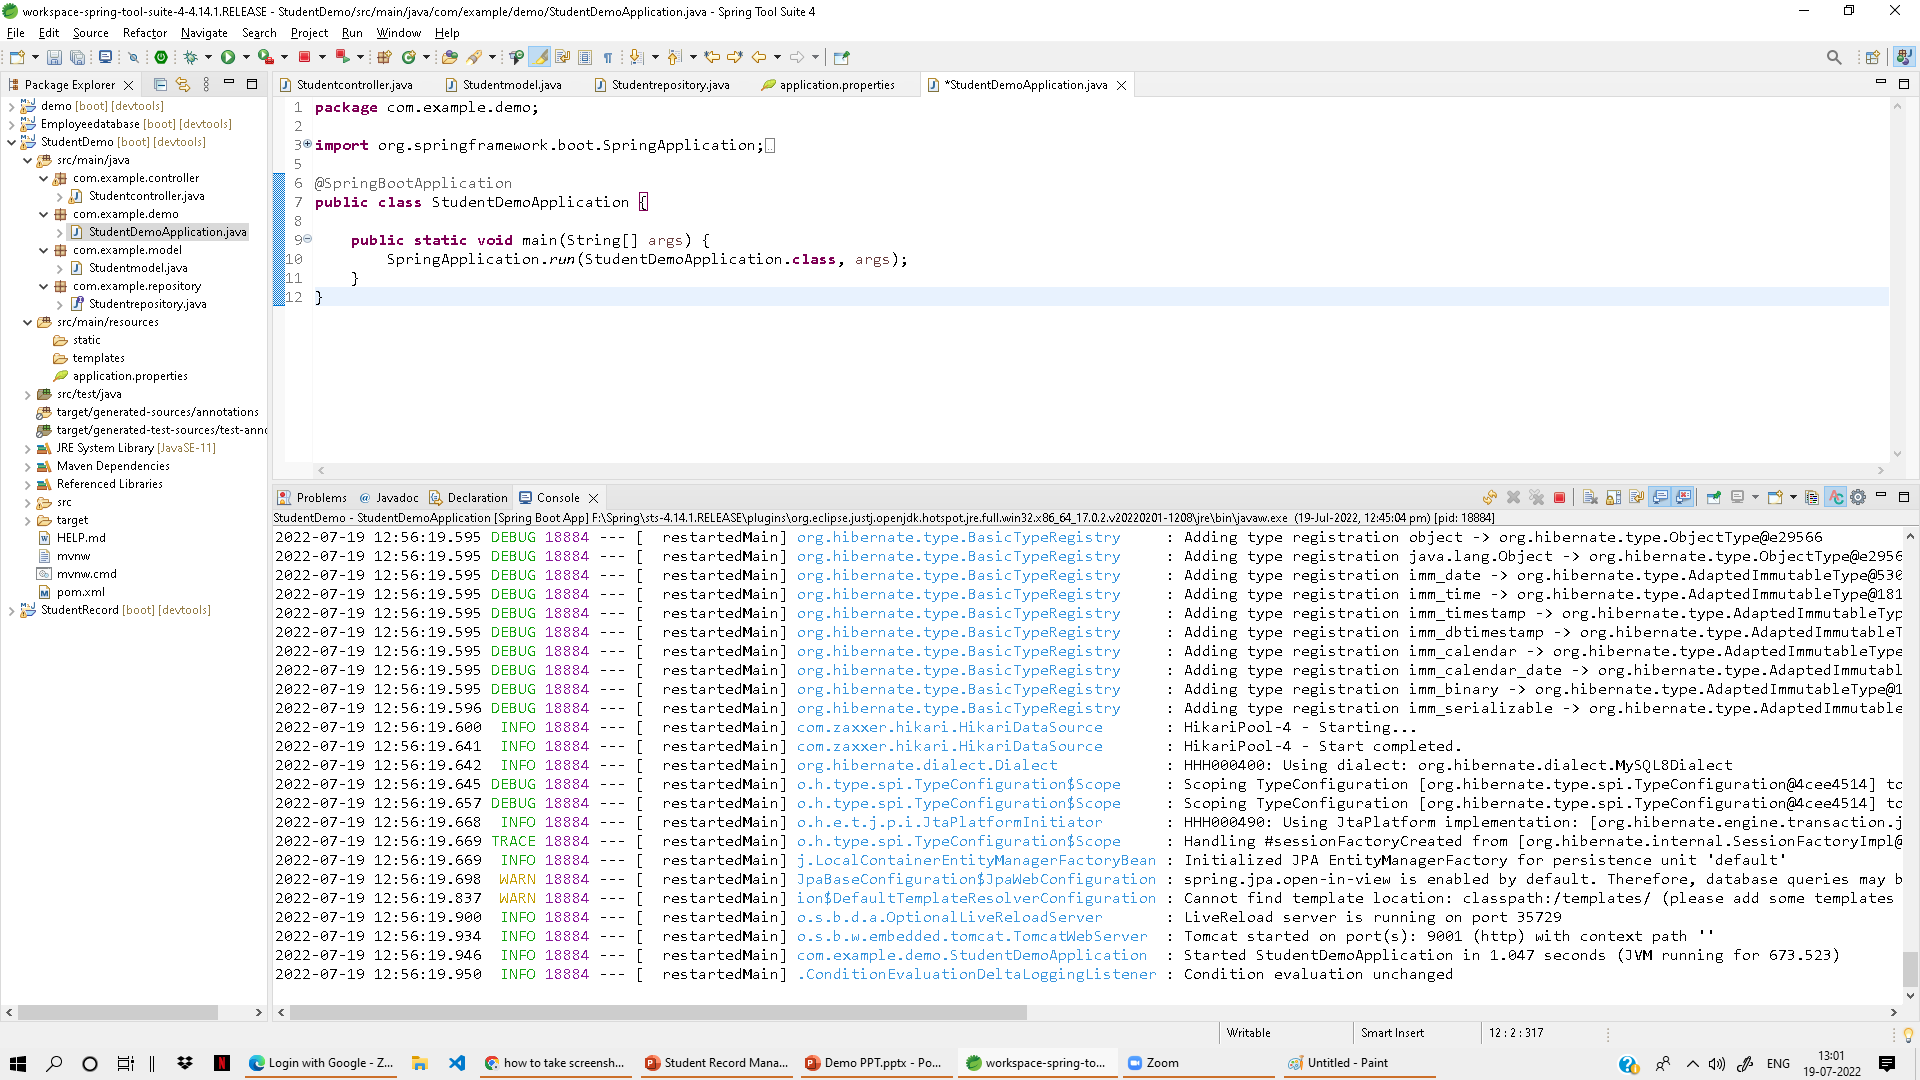 workspace-spring-tool-suite-4-4.14.1.RELEASE - StudentDemo/src/main/java/com/example/demo/StudentDemoApplication.java - Spring Tool Suite 4
File Edit Source Refactor Navigate Search Project Run Window Help
Package Explorer
demo [boot] [devtools]
Employeedatabase [boot] [devtools]
StudentDemo [boot] [devtools]
src/main/java
com.example.controller
Studentcontroller.java
com.example.demo
StudentDemoApplication.java
com.example.model
Studentmodel.java
com.example.repository
Studentrepository.java
src/main/resources
static
templates
application.properties
src/test/java
target/generated-sources/annotations
target/generated-test-sources/test-anno
JRE System Library [JavaSE-11]
Maven Dependencies
Referenced Libraries
src
target
HELP.md
mvnw
mvnw.cmd
pom.xml
StudentRecord [boot] [devtools]
Studentcontroller.java Studentmodel.java Studentrepository.java application.properties *StudentDemoApplication.java
1 package com.example.demo;
2
3 import org.springframework.boot.SpringApplication;
5
6 @SpringBootApplication
7 public class StudentDemoApplication {
8
9 public static void main(String[] args) {
10 SpringApplication.run(StudentDemoApplication.class, args);
11 }
12 }
Problems Javadoc Declaration Console
StudentDemo - StudentDemoApplication [Spring Boot App] F:\Spring\sts-4.14.1.RELEASE\plugins\org.eclipse.justj.openjdk.hotspot.jre.full.win32.x86_64_17.0.2.v20220201-1208\jre\bin\javaw.exe (19-Jul-2022, 12:45:04 pm) [pid: 18884]
2022-07-19 12:56:19.595 DEBUG 18884 --- [ restartedMain] org.hibernate.type.BasicTypeRegistry : Adding type registration object -> org.hibernate.type.ObjectType@e29566
2022-07-19 12:56:19.595 DEBUG 18884 --- [ restartedMain] org.hibernate.type.BasicTypeRegistry : Adding type registration java.lang.Object -> org.hibernate.type.ObjectType@e2956
2022-07-19 12:56:19.595 DEBUG 18884 --- [ restartedMain] org.hibernate.type.BasicTypeRegistry : Adding type registration imm_date -> org.hibernate.type.AdaptedImmutableType@530
2022-07-19 12:56:19.595 DEBUG 18884 --- [ restartedMain] org.hibernate.type.BasicTypeRegistry : Adding type registration imm_time -> org.hibernate.type.AdaptedImmutableType@181
2022-07-19 12:56:19.595 DEBUG 18884 --- [ restartedMain] org.hibernate.type.BasicTypeRegistry : Adding type registration imm_timestamp -> org.hibernate.type.AdaptedImmutableTyp
2022-07-19 12:56:19.595 DEBUG 18884 --- [ restartedMain] org.hibernate.type.BasicTypeRegistry : Adding type registration imm_dbtimestamp -> org.hibernate.type.AdaptedImmutableT
2022-07-19 12:56:19.595 DEBUG 18884 --- [ restartedMain] org.hibernate.type.BasicTypeRegistry : Adding type registration imm_calendar -> org.hibernate.type.AdaptedImmutableType
2022-07-19 12:56:19.595 DEBUG 18884 --- [ restartedMain] org.hibernate.type.BasicTypeRegistry : Adding type registration imm_calendar_date -> org.hibernate.type.AdaptedImmutabl
2022-07-19 12:56:19.595 DEBUG 18884 --- [ restartedMain] org.hibernate.type.BasicTypeRegistry : Adding type registration imm_binary -> org.hibernate.type.AdaptedImmutableType@1
2022-07-19 12:56:19.596 DEBUG 18884 --- [ restartedMain] org.hibernate.type.BasicTypeRegistry : Adding type registration imm_serializable -> org.hibernate.type.AdaptedImmutable
2022-07-19 12:56:19.600 INFO 18884 --- [ restartedMain] com.zaxxer.hikari.HikariDataSource : HikariPool-4 - Starting...
2022-07-19 12:56:19.641 INFO 18884 --- [ restartedMain] com.zaxxer.hikari.HikariDataSource : HikariPool-4 - Start completed.
2022-07-19 12:56:19.642 INFO 18884 --- [ restartedMain] org.hibernate.dialect.Dialect : HHH000400: Using dialect: org.hibernate.dialect.MySQL8Dialect
2022-07-19 12:56:19.645 DEBUG 18884 --- [ restartedMain] o.h.type.spi.TypeConfiguration$Scope : Scoping TypeConfiguration [org.hibernate.type.spi.TypeConfiguration@4cee4514] to
2022-07-19 12:56:19.657 DEBUG 18884 --- [ restartedMain] o.h.type.spi.TypeConfiguration$Scope : Scoping TypeConfiguration [org.hibernate.type.spi.TypeConfiguration@4cee4514] to
2022-07-19 12:56:19.668 INFO 18884 --- [ restartedMain] o.h.e.t.j.p.i.JtaPlatformInitiator : HHH000490: Using JtaPlatform implementation: [org.hibernate.engine.transaction.j
2022-07-19 12:56:19.669 TRACE 18884 --- [ restartedMain] o.h.type.spi.TypeConfiguration$Scope : Handling #sessionFactoryCreated from [org.hibernate.internal.SessionFactoryImpl@
2022-07-19 12:56:19.669 INFO 18884 --- [ restartedMain] j.LocalContainerEntityManagerFactoryBean : Initialized JPA EntityManagerFactory for persistence unit 'default'
2022-07-19 12:56:19.698 WARN 18884 --- [ restartedMain] JpaBaseConfiguration$JpaWebConfiguration : spring.jpa.open-in-view is enabled by default. Therefore, database queries may b
2022-07-19 12:56:19.837 WARN 18884 --- [ restartedMain] ion$DefaultTemplateResolverConfiguration : Cannot find template location: classpath:/templates/ (please add some templates
2022-07-19 12:56:19.900 INFO 18884 --- [ restartedMain] o.s.b.d.a.OptionalLiveReloadServer : LiveReload server is running on port 35729
2022-07-19 12:56:19.934 INFO 18884 --- [ restartedMain] o.s.b.w.embedded.tomcat.TomcatWebServer : Tomcat started on port(s): 9001 (http) with context path ''
2022-07-19 12:56:19.946 INFO 18884 --- [ restartedMain] com.example.demo.StudentDemoApplication : Started StudentDemoApplication in 1.047 seconds (JVM running for 673.523)
2022-07-19 12:56:19.950 INFO 18884 --- [ restartedMain] .ConditionEvaluationDeltaLoggingListener : Condition evaluation unchanged
Writable Smart Insert 12 : 2 : 317
Login with Google - Z... how to take screensh... Student Record Mana... Demo PPT.pptx - Po... workspace-spring-to... Zoom Untitled - Paint ENG 13:01
19-07-2022